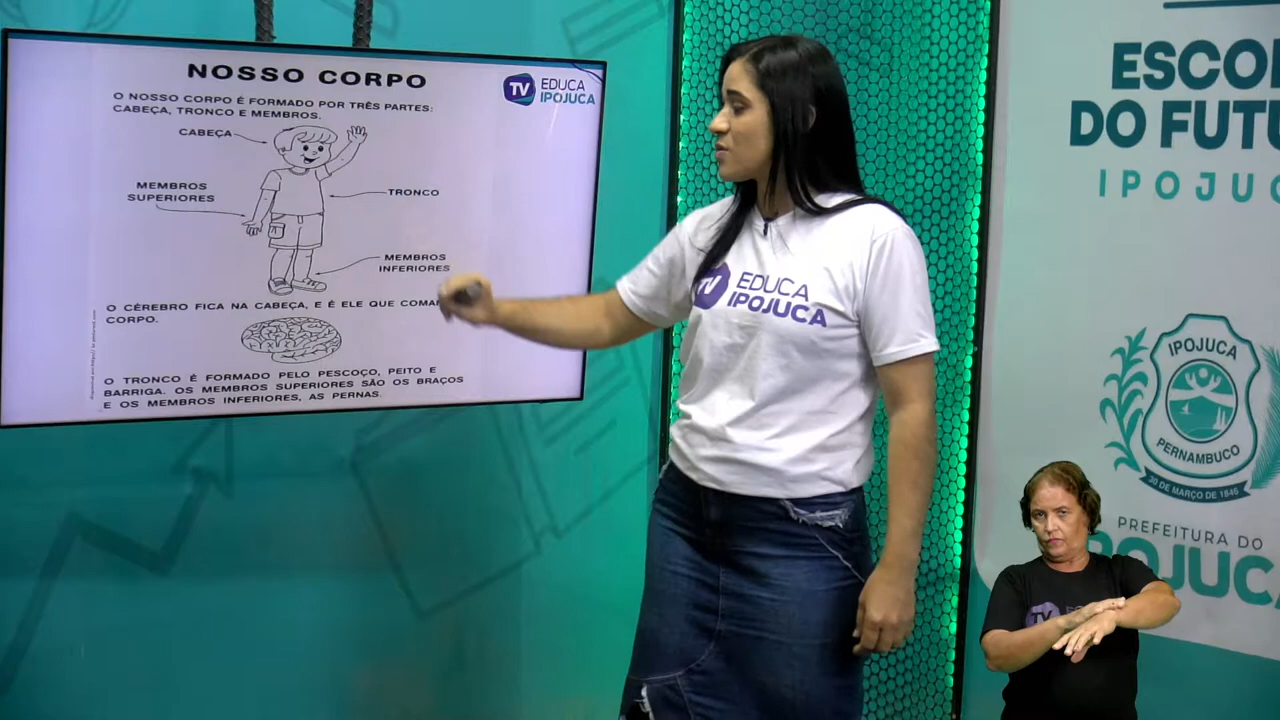 NOSSO CORPO
TV EDUCA
IPOJUCA
O NOSSO CORPO É FORMADO POR TRÊS PARTES:
CABEÇA, TRONCO E MEMBROS.
CABEÇA
MEMBROS
SUPERIORES
TRONCO
MEMBROS
INFERIORES
O CÉREBRO FICA NA CABEÇA, E É ELE QUE
CORPO.
O TRONCO É FORMADO PELO PESCOÇO, PEITO E
BARRIGA. OS MEMBROS SUPERIORES SÃO OS BRAÇOS
E OS MEMBROS INFERIORES, AS PERNAS.
TV EDUCA
IPOJUCA
ESCOL
DO FUTU
IPOJUC
IPOJUCA
PERNAMBUCO
30 DE MARÇO DE 1846
PREFEITURA DO
IPOJUCA
TV